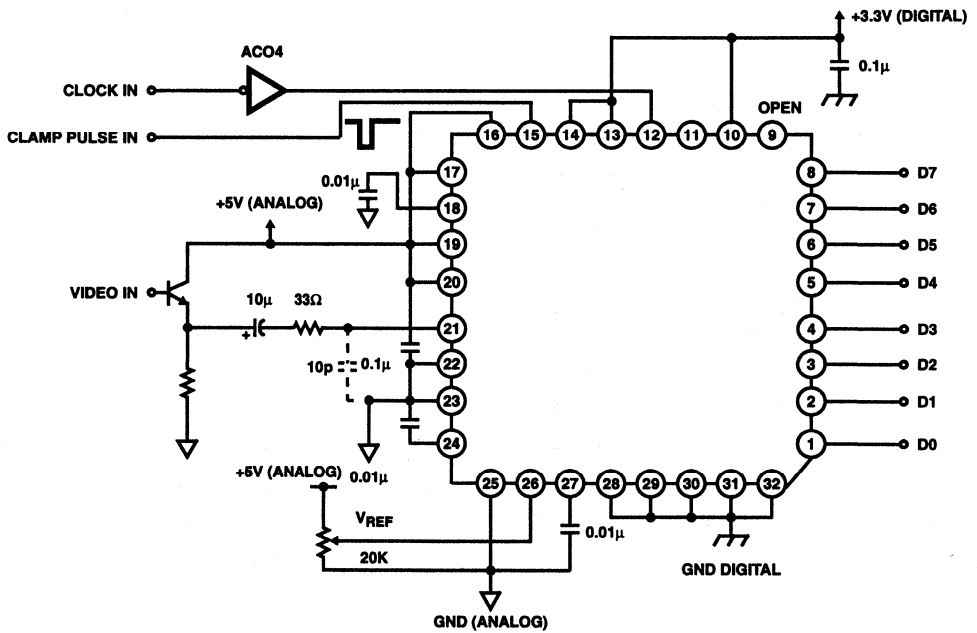 +3.3V (DIGITAL)
ACO4
0.1μ
CLOCK IN
OPEN
CLAMP PULSE IN
16 15 14 13 12 11 10 9
17
8 D7
0.01μ
18
7 D6
+5V (ANALOG)
19
6 D5
20
5 D4
VIDEO IN
10μ 33Ω
+
21
4 D3
10p 0.1μ
22
3 D2
23
2 D1
24
1 D0
+5V (ANALOG) 0.01μ
25 26 27 28 29 30 31 32
VREF
0.01μ
20K
GND DIGITAL
GND (ANALOG)